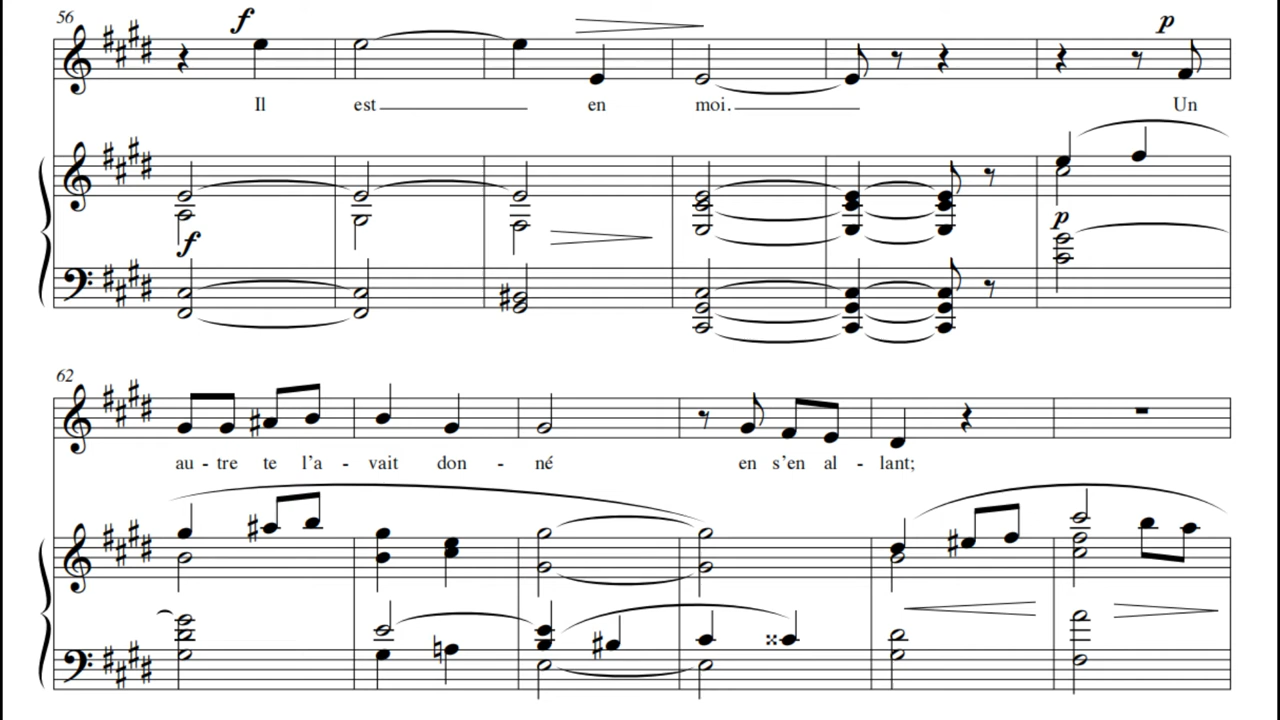 56
f
p
Il est en moi. Un
f
p
62
au - tre te l'a - vait don - né en s'en al - lant;